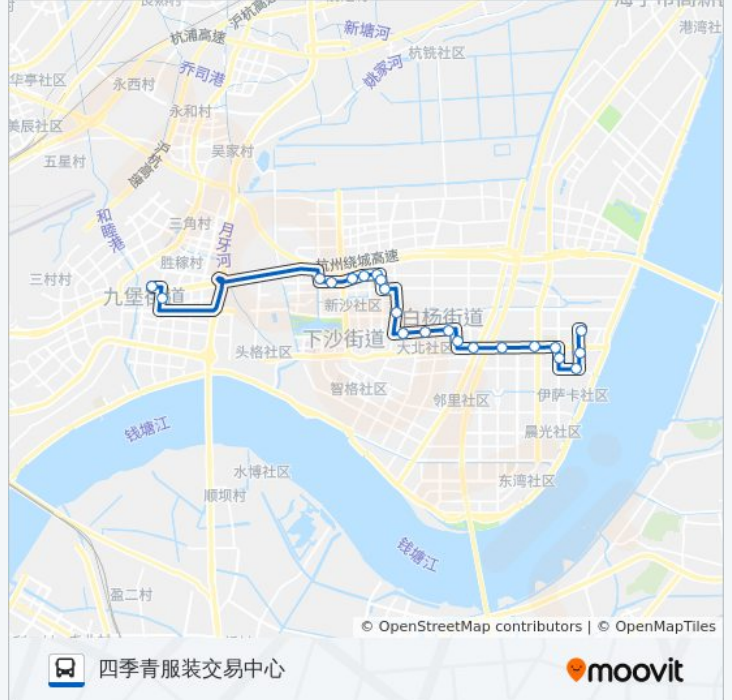 杭浦高速
沪杭高速
新塘河
港湾社
杭铣社区
华亭社区
永西村
乔司港
姚家河
永和村
美辰社区
吴家村
五星村
沪杭高速
和睦港
三角村
月牙河
胜稼村
杭州绕城高速
三村村
九堡街道
新沙社区
白杨街道
下沙街道
头格社区
大北社区
智格社区
邻里社区
伊萨卡社区
钱塘江
晨光社区
水博社区
东湾社区
顺坝村
钱塘江
盈二村
© OpenStreetMap contributors | © OpenMapTiles
四季青服装交易中心
moovit